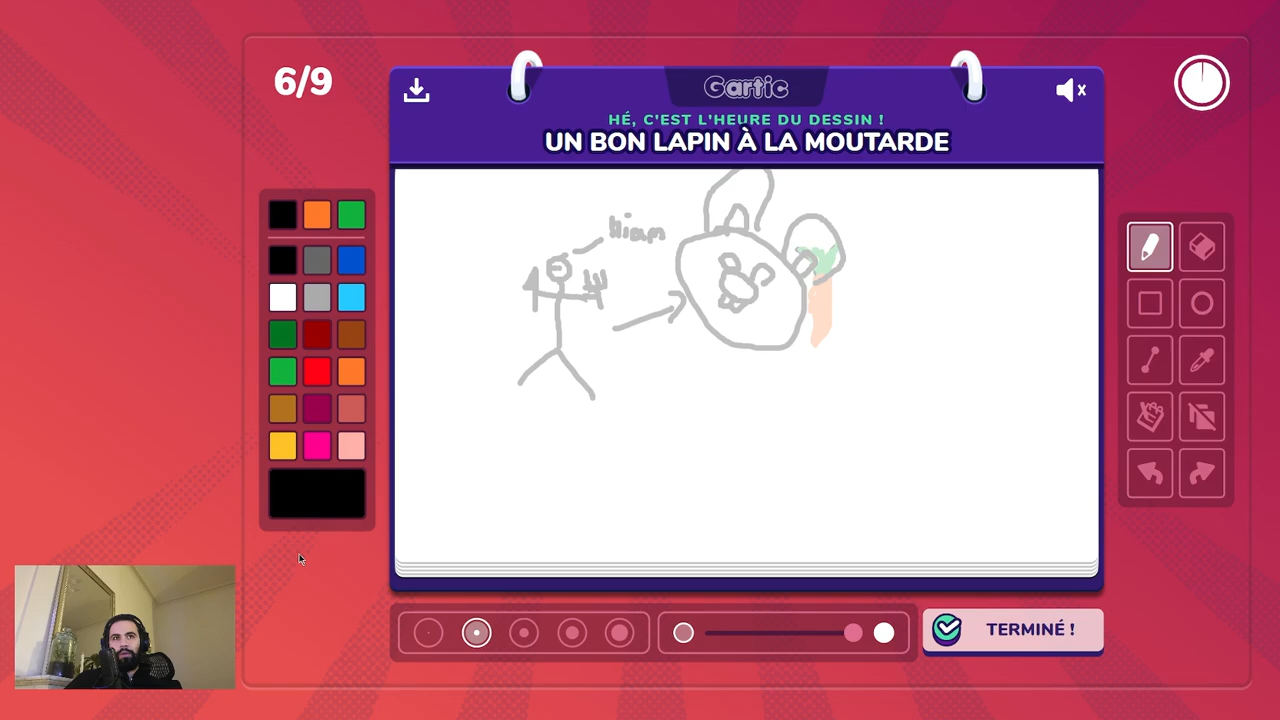 6/9
Gartic
HÉ, C'EST L'HEURE DU DESSIN !
UN BON LAPIN À LA MOUTARDE
Miam
TERMINÉ !